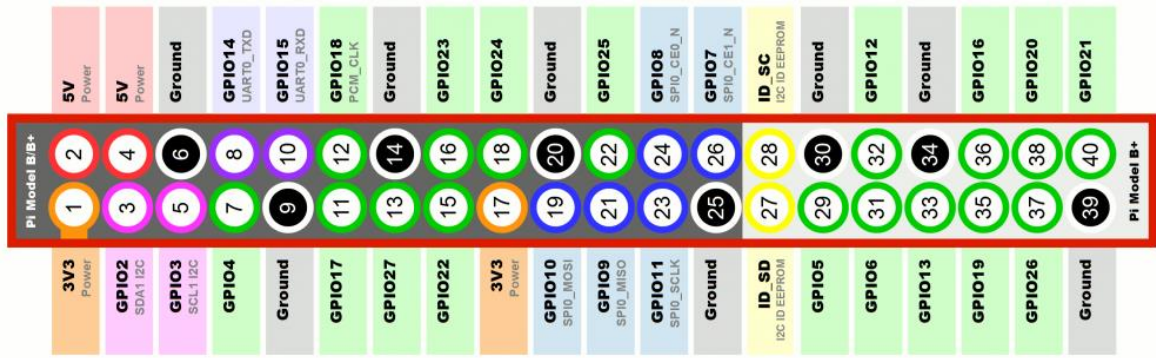 5V
Power
5V
Power
Ground
GPIO14
UART0_TXD
GPIO15
UART0_RXD
GPIO18
PCM_CLK
Ground
GPIO23
GPIO24
Ground
GPIO25
GPIO8
SPI0_CE0_N
GPIO7
SPI0_CE1_N
ID_SC
I2C ID EEPROM
Ground
GPIO12
Ground
GPIO16
GPIO20
GPIO21
Pi Model B/B+
2
4
6
8
10
12
14
16
18
20
22
24
26
28
30
32
34
36
38
40
1
3
5
7
9
11
13
15
17
19
21
23
25
27
29
31
33
35
37
39
Pi Model B+
3V3
Power
GPIO2
SDA1 I2C
GPIO3
SCL1 I2C
GPIO4
Ground
GPIO17
GPIO27
GPIO22
3V3
Power
GPIO10
SPI0_MOSI
GPIO9
SPI0_MISO
GPIO11
SPI0_SCLK
Ground
ID_SD
I2C ID EEPROM
GPIO5
GPIO6
GPIO13
GPIO19
GPIO26
Ground